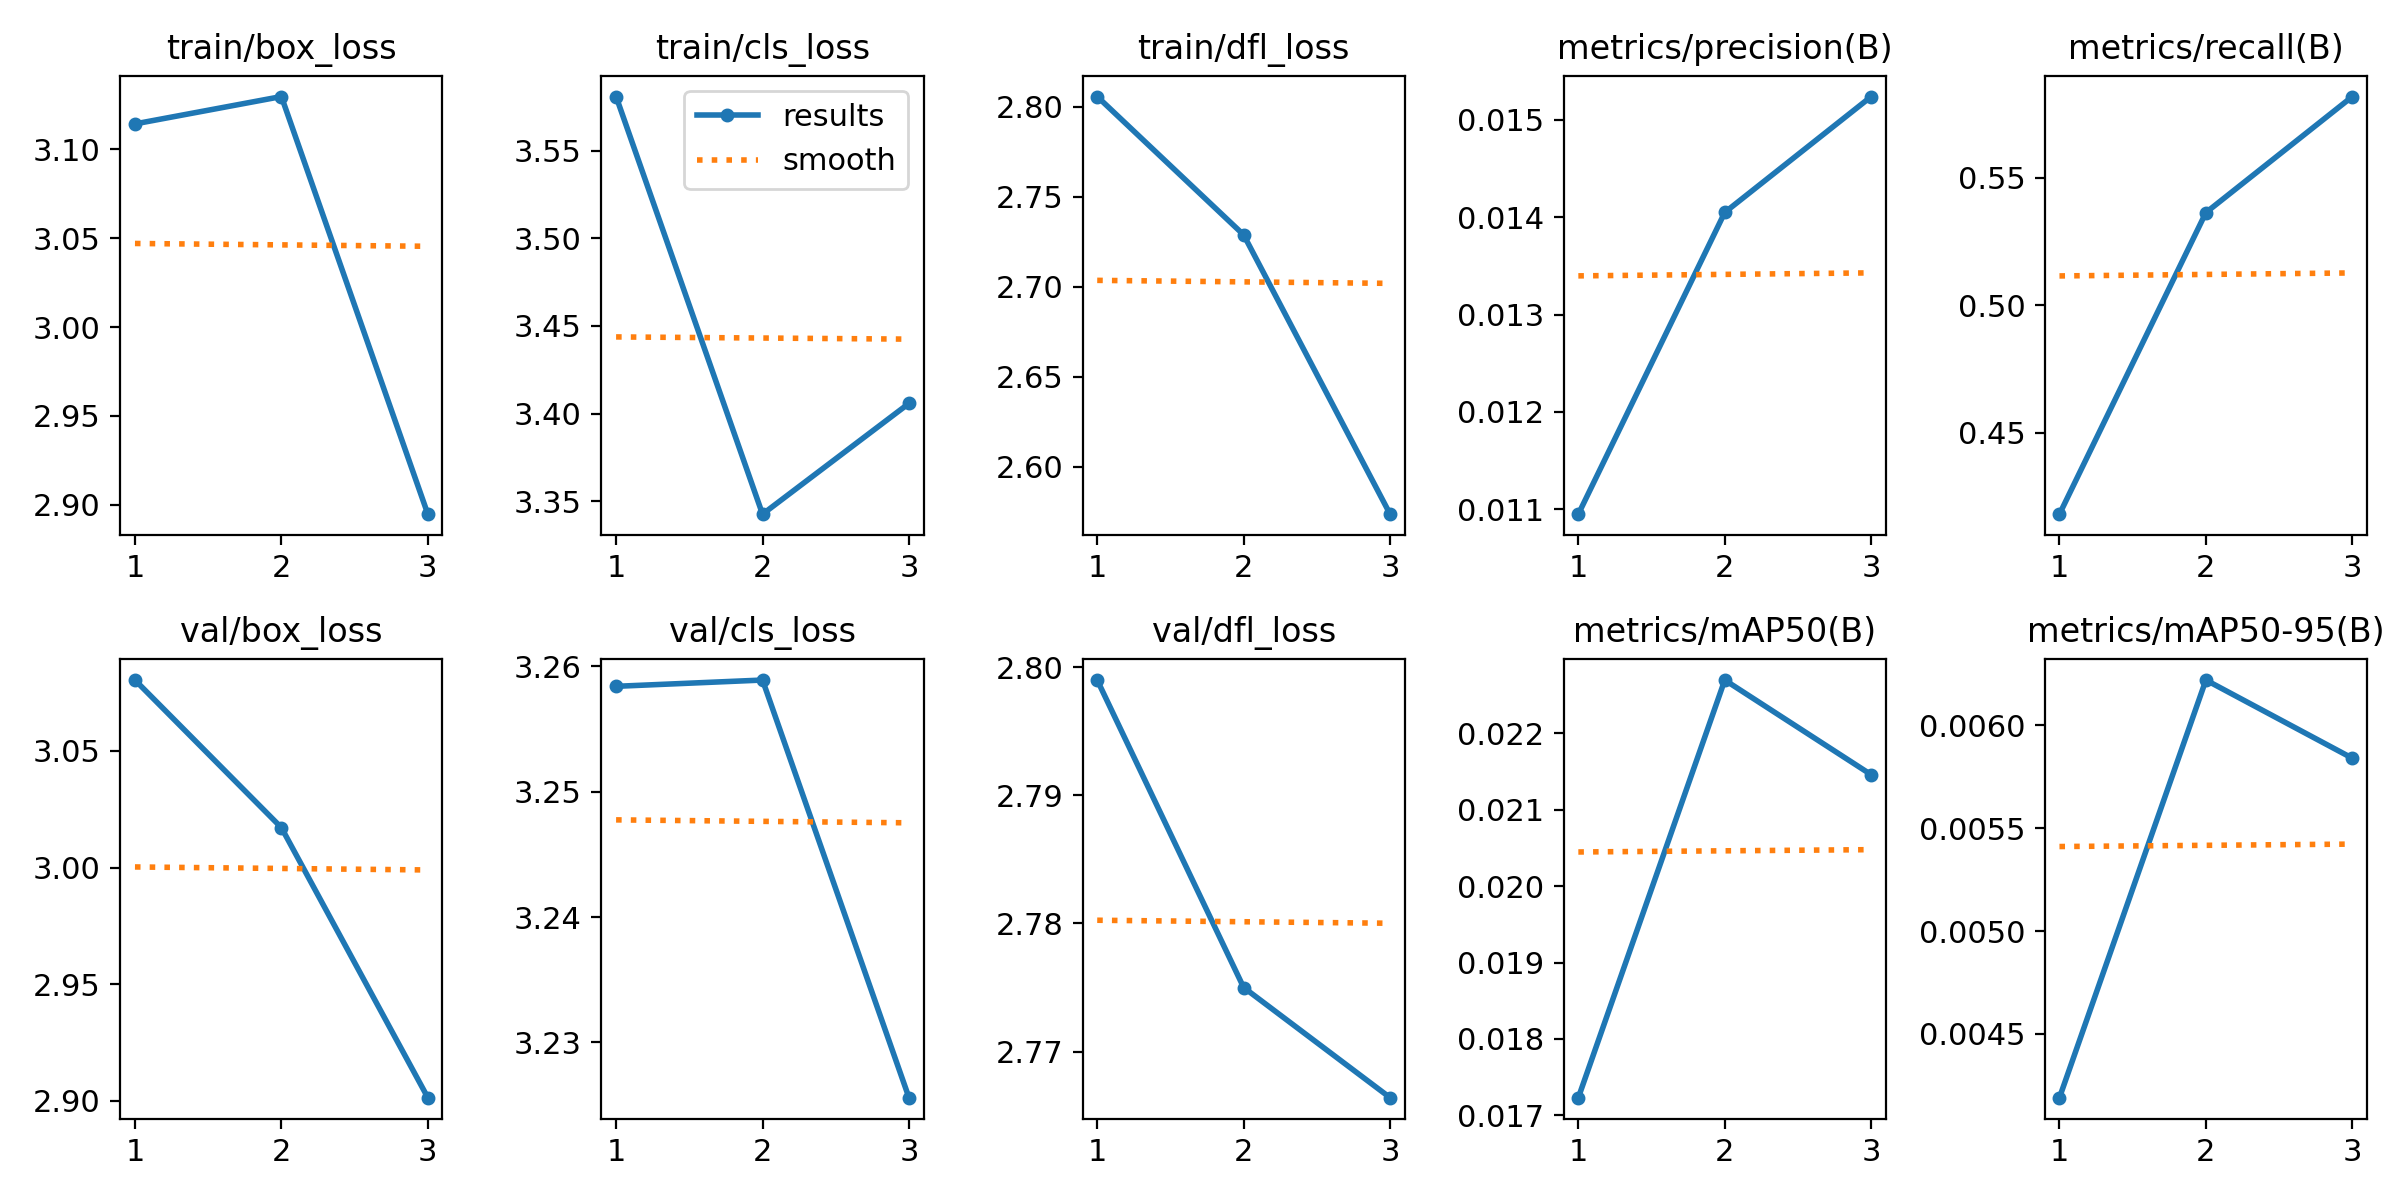 train/box_loss
3.10
3.05
3.00
2.95
2.90
1 2 3
train/cls_loss
results
smooth
3.55
3.50
3.45
3.40
3.35
1 2 3
train/dfl_loss
2.80
2.75
2.70
2.65
2.60
1 2 3
metrics/precision(B)
0.015
0.014
0.013
0.012
0.011
1 2 3
metrics/recall(B)
0.55
0.50
0.45
1 2 3
val/box_loss
3.05
3.00
2.95
2.90
1 2 3
val/cls_loss
3.26
3.25
3.24
3.23
1 2 3
val/dfl_loss
2.80
2.79
2.78
2.77
1 2 3
metrics/mAP50(B)
0.022
0.021
0.020
0.019
0.018
0.017
1 2 3
metrics/mAP50-95(B)
0.0060
0.0055
0.0050
0.0045
1 2 3